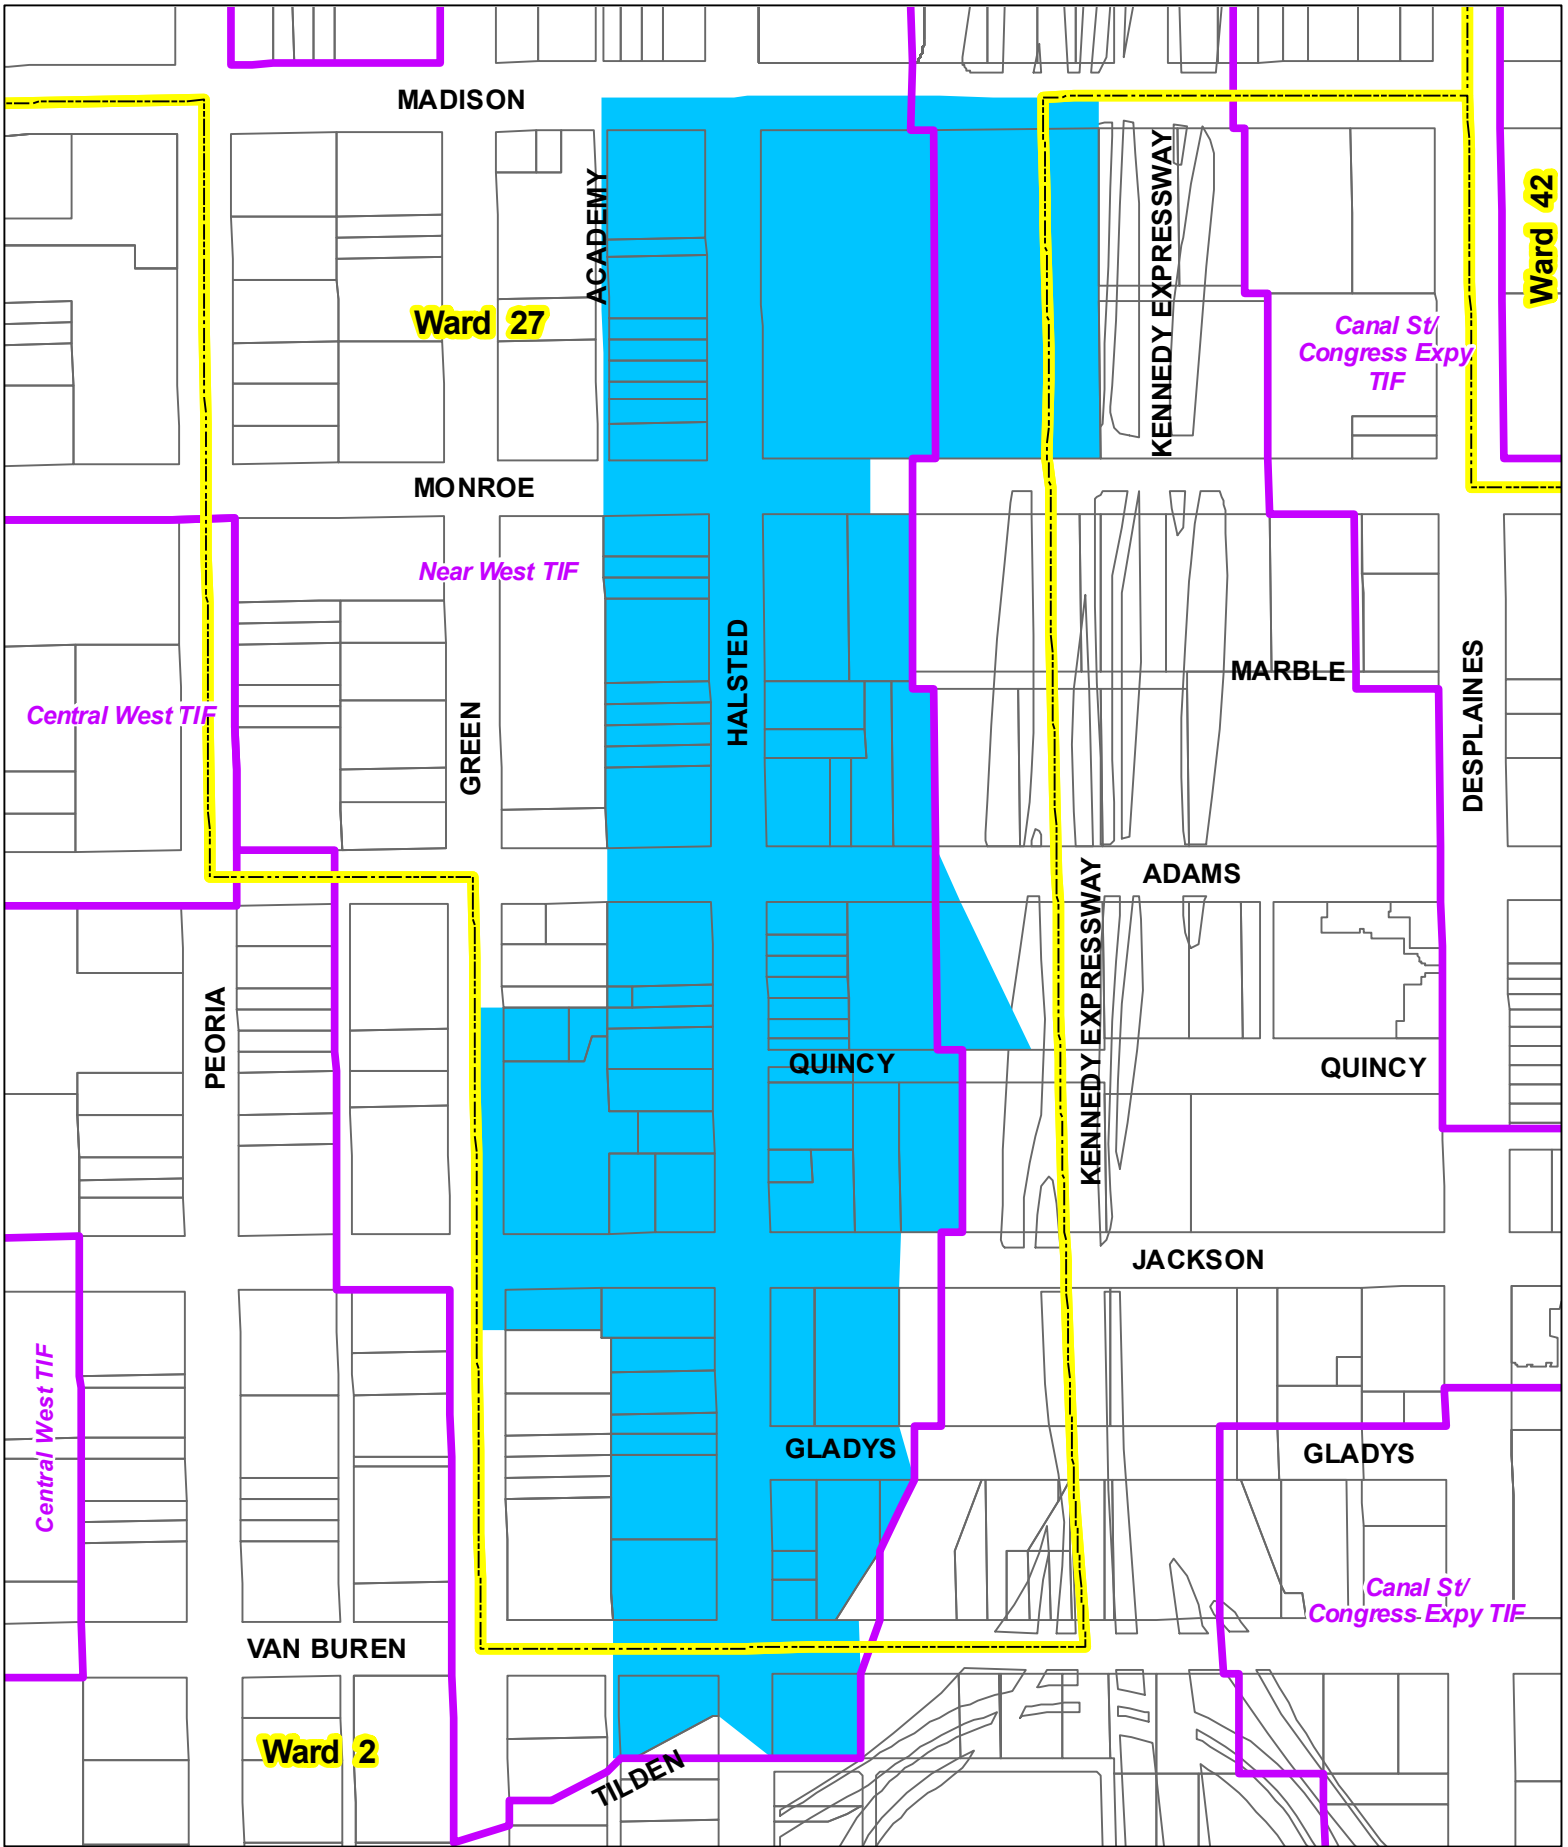 MADISON
ACADEMY
KENNEDY EXPRESSWAY
Ward 42
Ward 27
Canal St/
Congress Expy
TIF
MONROE
Near West TIF
HALSTED
MARBLE
DESPLAINES
Central West TIF
GREEN
ADAMS
KENNEDY EXPRESSWAY
PEORIA
QUINCY
QUINCY
JACKSON
Central West TIF
GLADYS
GLADYS
Canal St/
Congress Expy TIF
VAN BUREN
Ward 2
TILDEN